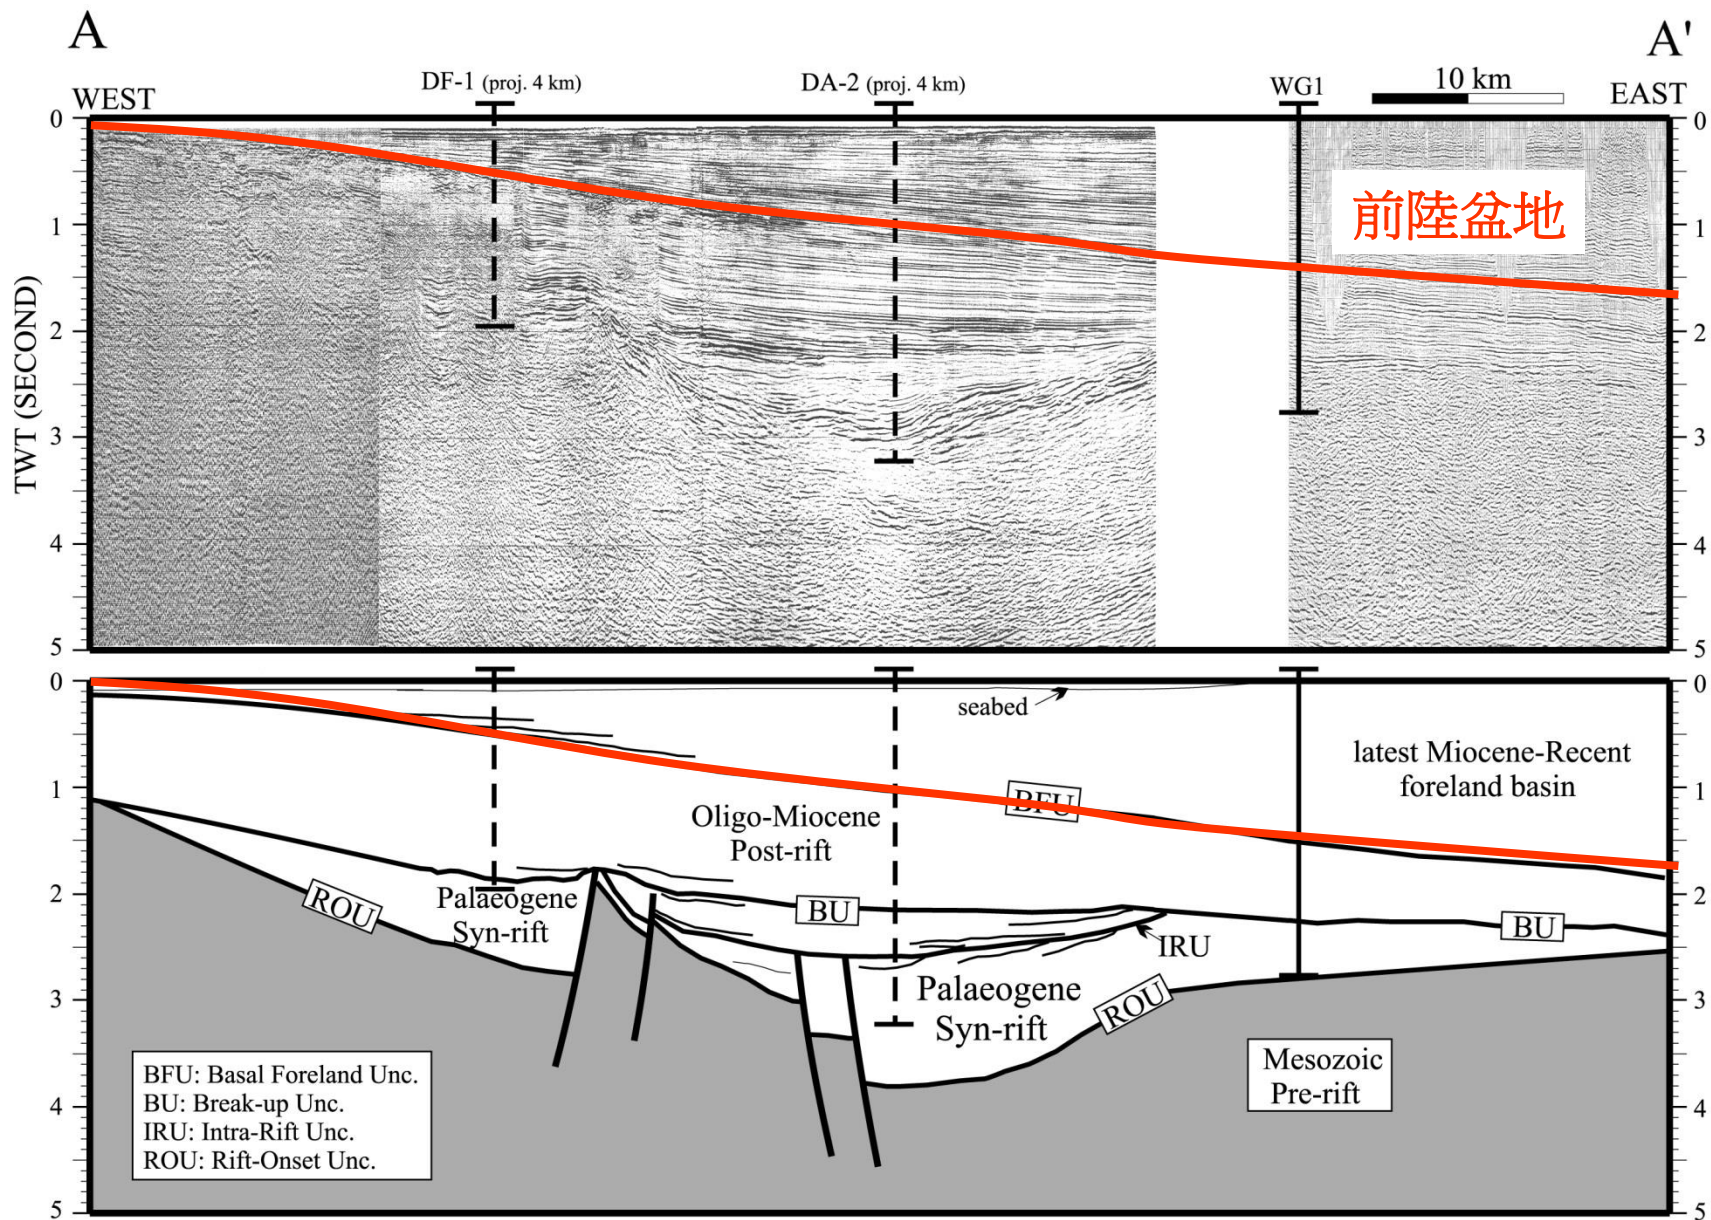 A
A'
DF-1 (proj. 4 km)
DA-2 (proj. 4 km)
WG1
10 km
WEST
EAST
0
0
1
1
2
2
3
3
4
4
5
5
TWT (SECOND)
前陸盆地
0
0
1
1
2
2
3
3
4
4
5
5
seabed
latest Miocene-Recent
foreland basin
BFU
Oligo-Miocene
Post-rift
ROU
Palaeogene
Syn-rift
BU
BU
IRU
Palaeogene
Syn-rift
ROU
Mesozoic
Pre-rift
BFU: Basal Foreland Unc.
BU: Break-up Unc.
IRU: Intra-Rift Unc.
ROU: Rift-Onset Unc.